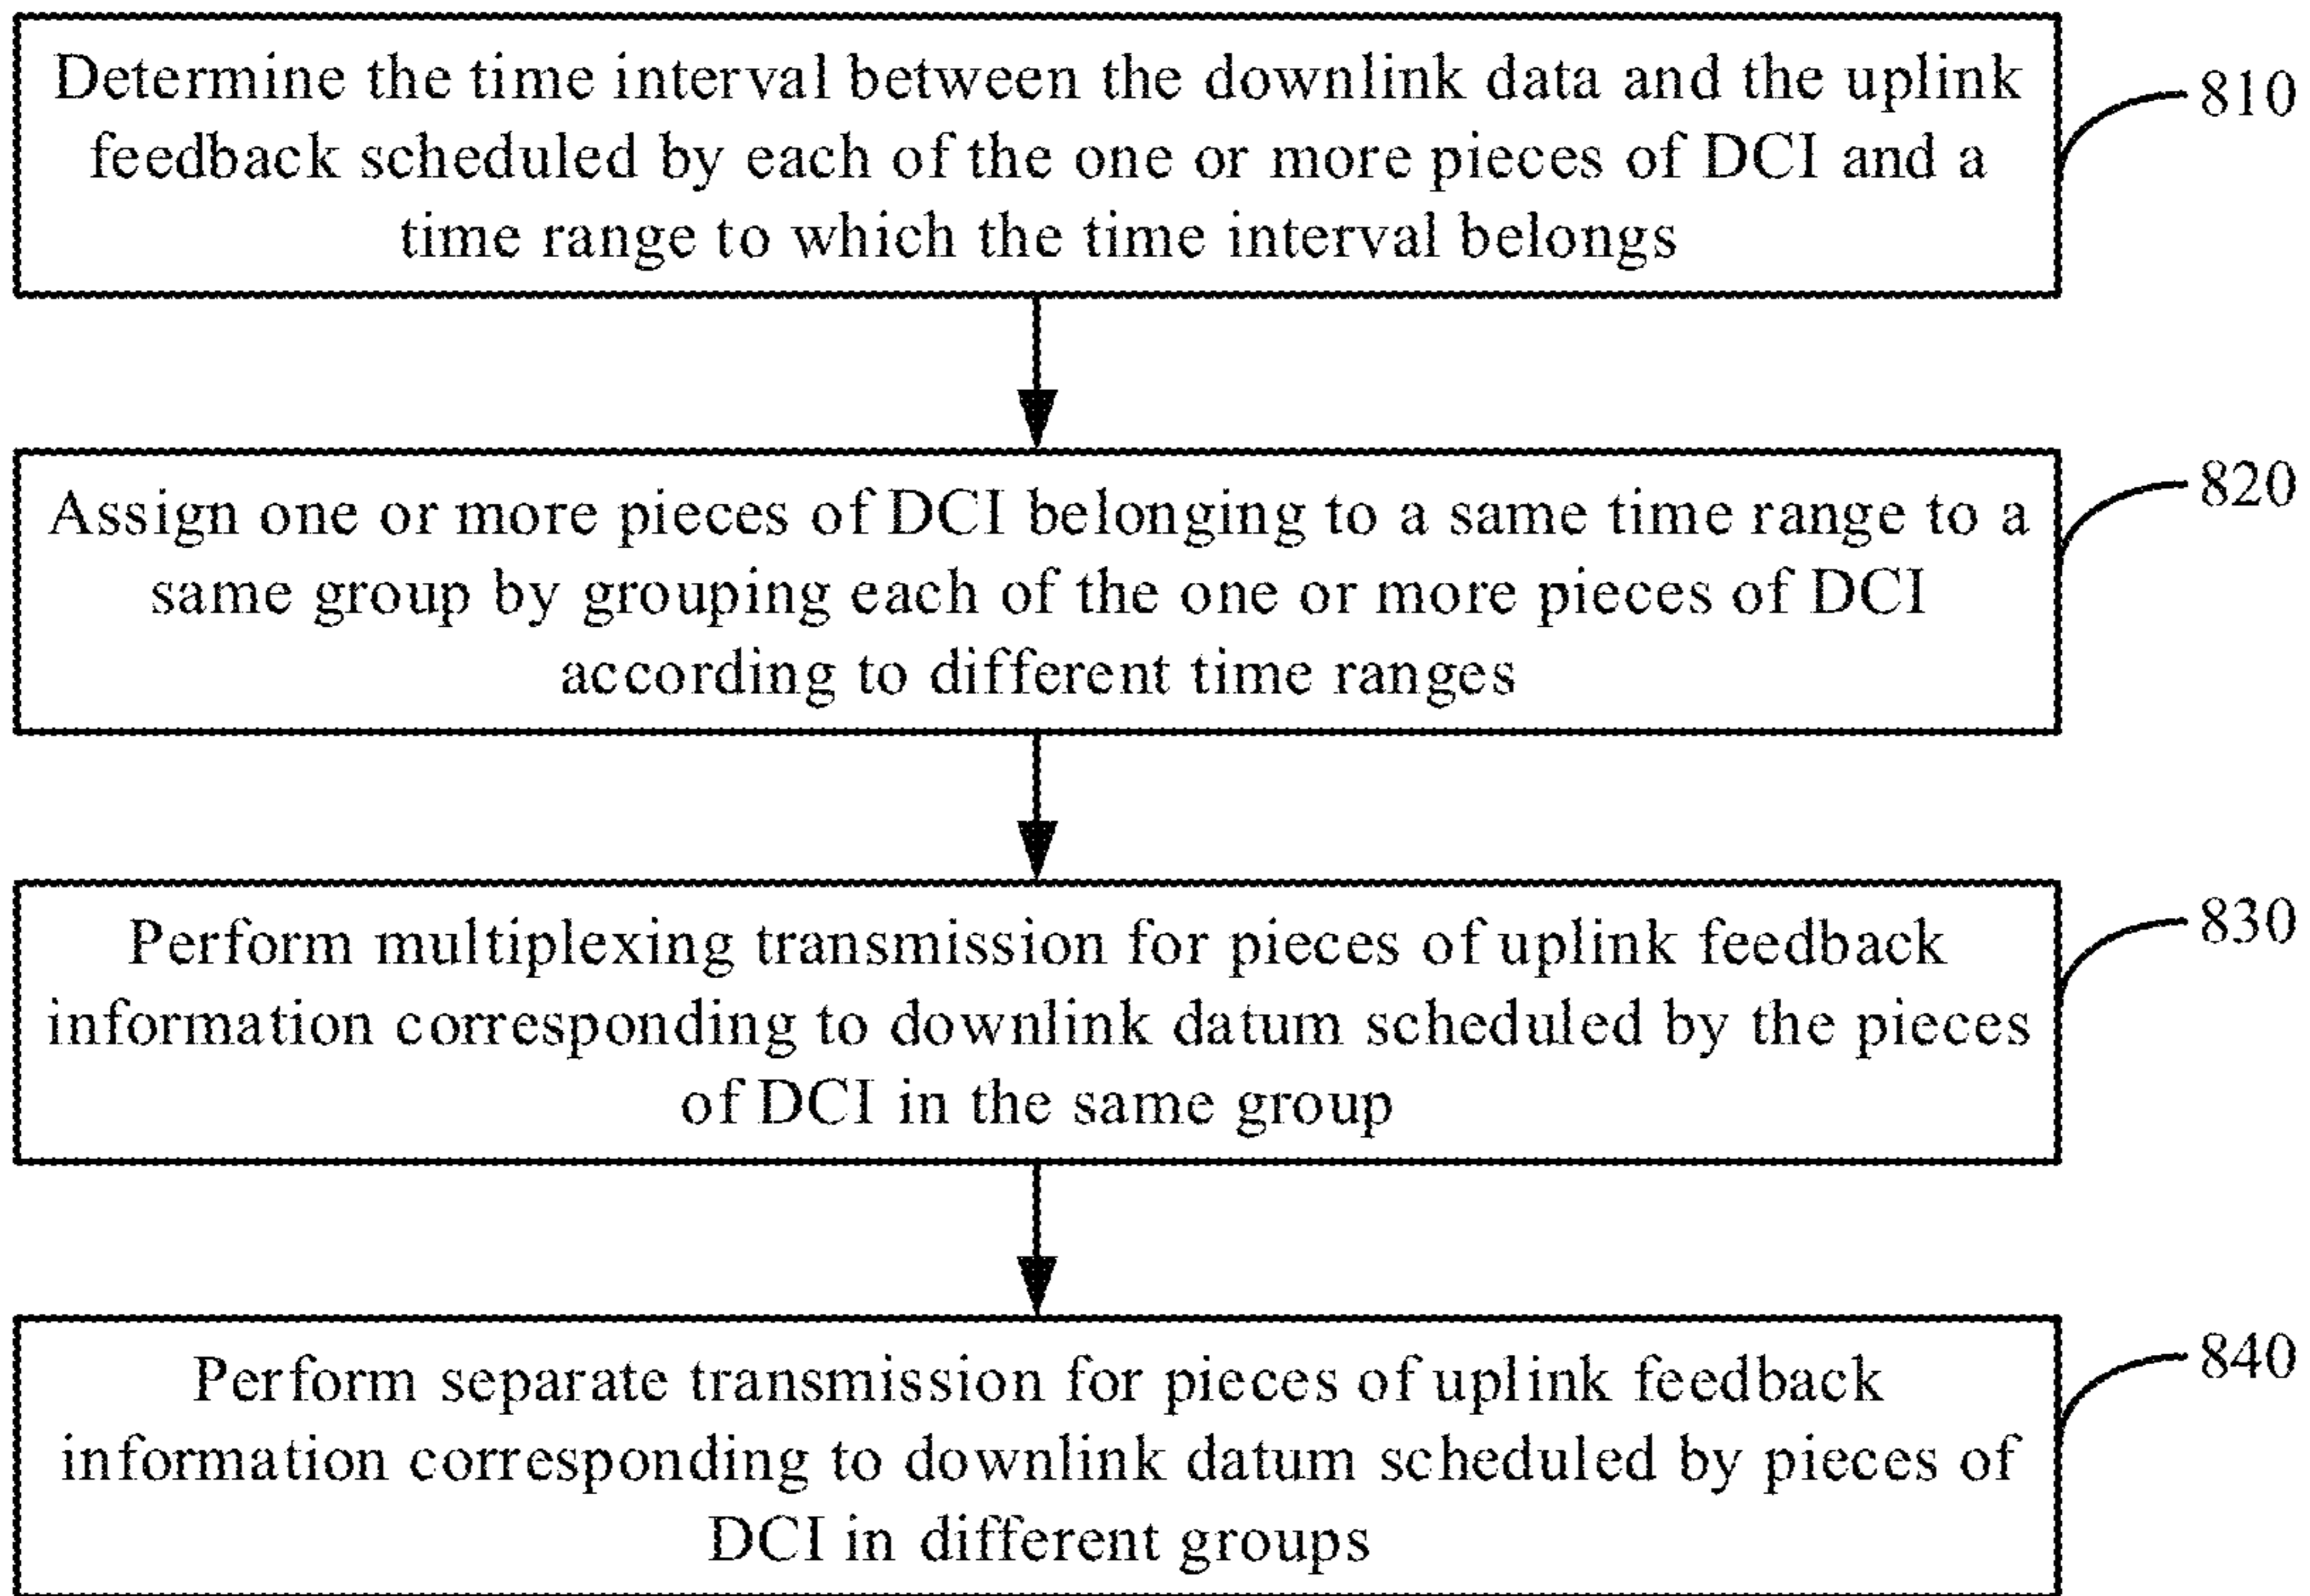 Determine the time interval between the downlink data and the uplink
feedback scheduled by each of the one or more pieces of DCI and a
time range to which the time interval belongs
810
Assign one or more pieces of DCI belonging to a same time range to a
same group by grouping each of the one or more pieces of DCI
according to different time ranges
820
Perform multiplexing transmission for pieces of uplink feedback
information corresponding to downlink datum scheduled by the pieces
of DCI in the same group
830
Perform separate transmission for pieces of uplink feedback
information corresponding to downlink datum scheduled by pieces of
DCI in different groups
840